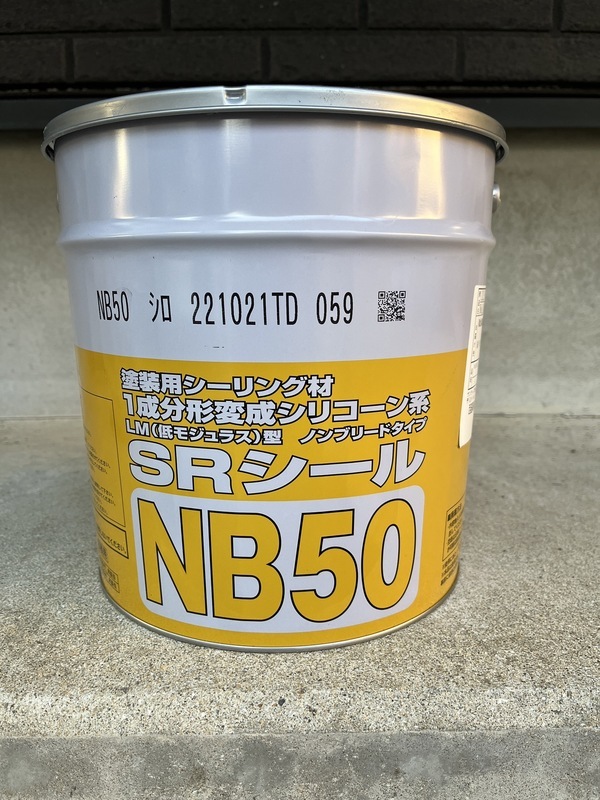 NB50 シロ 221021TD 059
塗装用シーリング材
1成分形変成シリコーン系
LM(低モジュラス)型 ノンブリードタイプ
SRシール
NB50